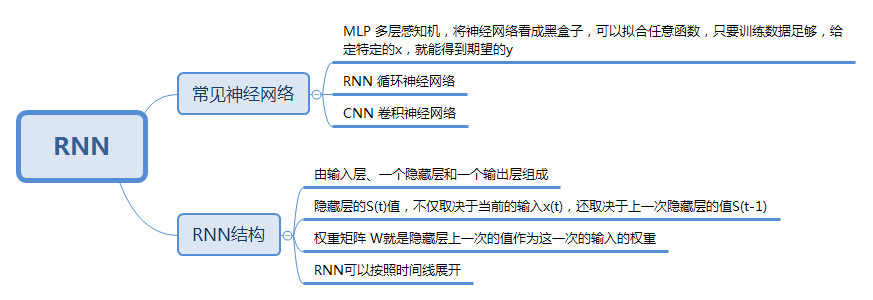 RNN
常见神经网络
MLP 多层感知机，将神经网络看成黑盒子，可以拟合任意函数，只要训练数据足够，给
定特定的x，就能得到期望的y
RNN 循环神经网络
CNN 卷积神经网络
RNN结构
由输入层、一个隐藏层和一个输出层组成
隐藏层的S(t)值，不仅取决于当前的输入x(t)，还取决于上一次隐藏层的值S(t-1)
权重矩阵 W就是隐藏层上一次的值作为这一次的输入的权重
RNN可以按照时间线展开